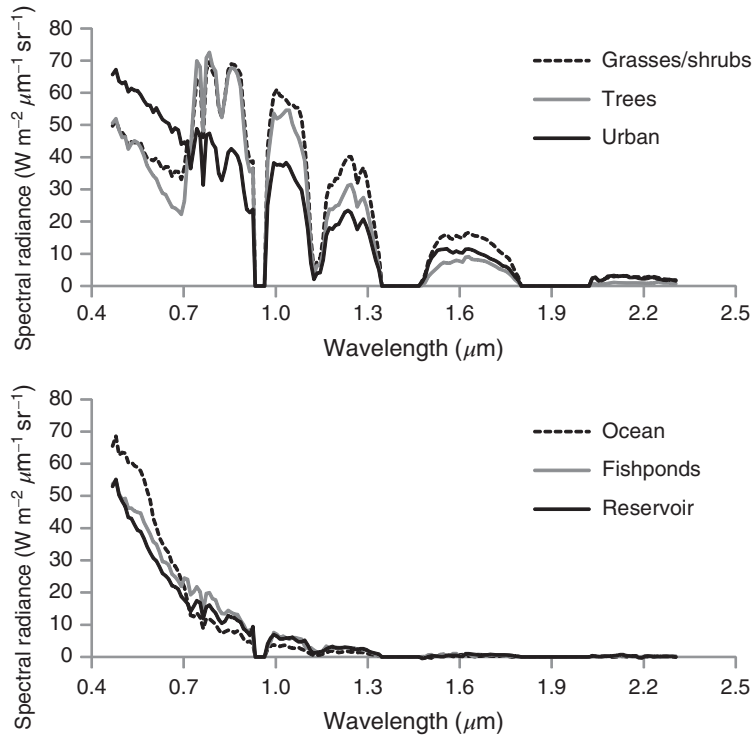 Spectral radiance (W m⁻² μm⁻¹ sr⁻¹)
80
70
60
50
40
30
20
10
0
Grasses/shrubs
Trees
Urban
0.4 0.7 1.0 1.3 1.6 1.9 2.2 2.5
Wavelength (μm)
Spectral radiance (W m⁻² μm⁻¹ sr⁻¹)
80
70
60
50
40
30
20
10
0
Ocean
Fishponds
Reservoir
0.4 0.7 1.0 1.3 1.6 1.9 2.2 2.5
Wavelength (μm)